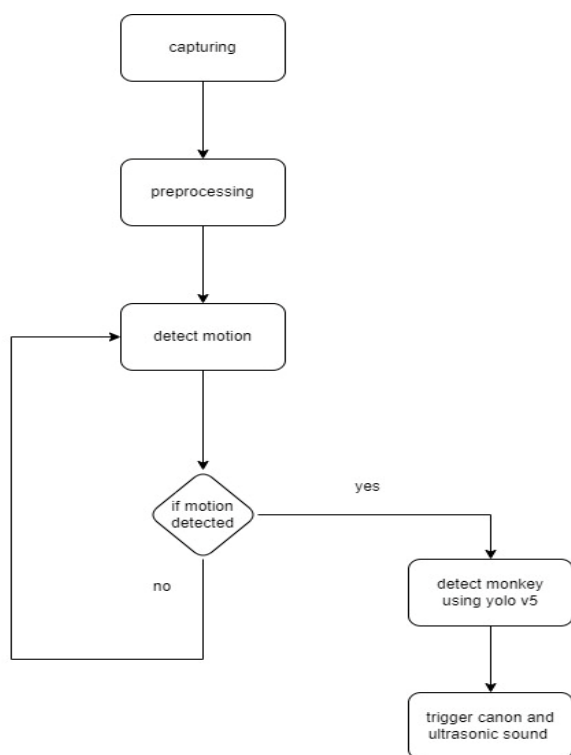 capturing
preprocessing
detect motion
if motion
detected
yes
no
detect monkey
using yolo v5
trigger canon and
ultrasonic sound